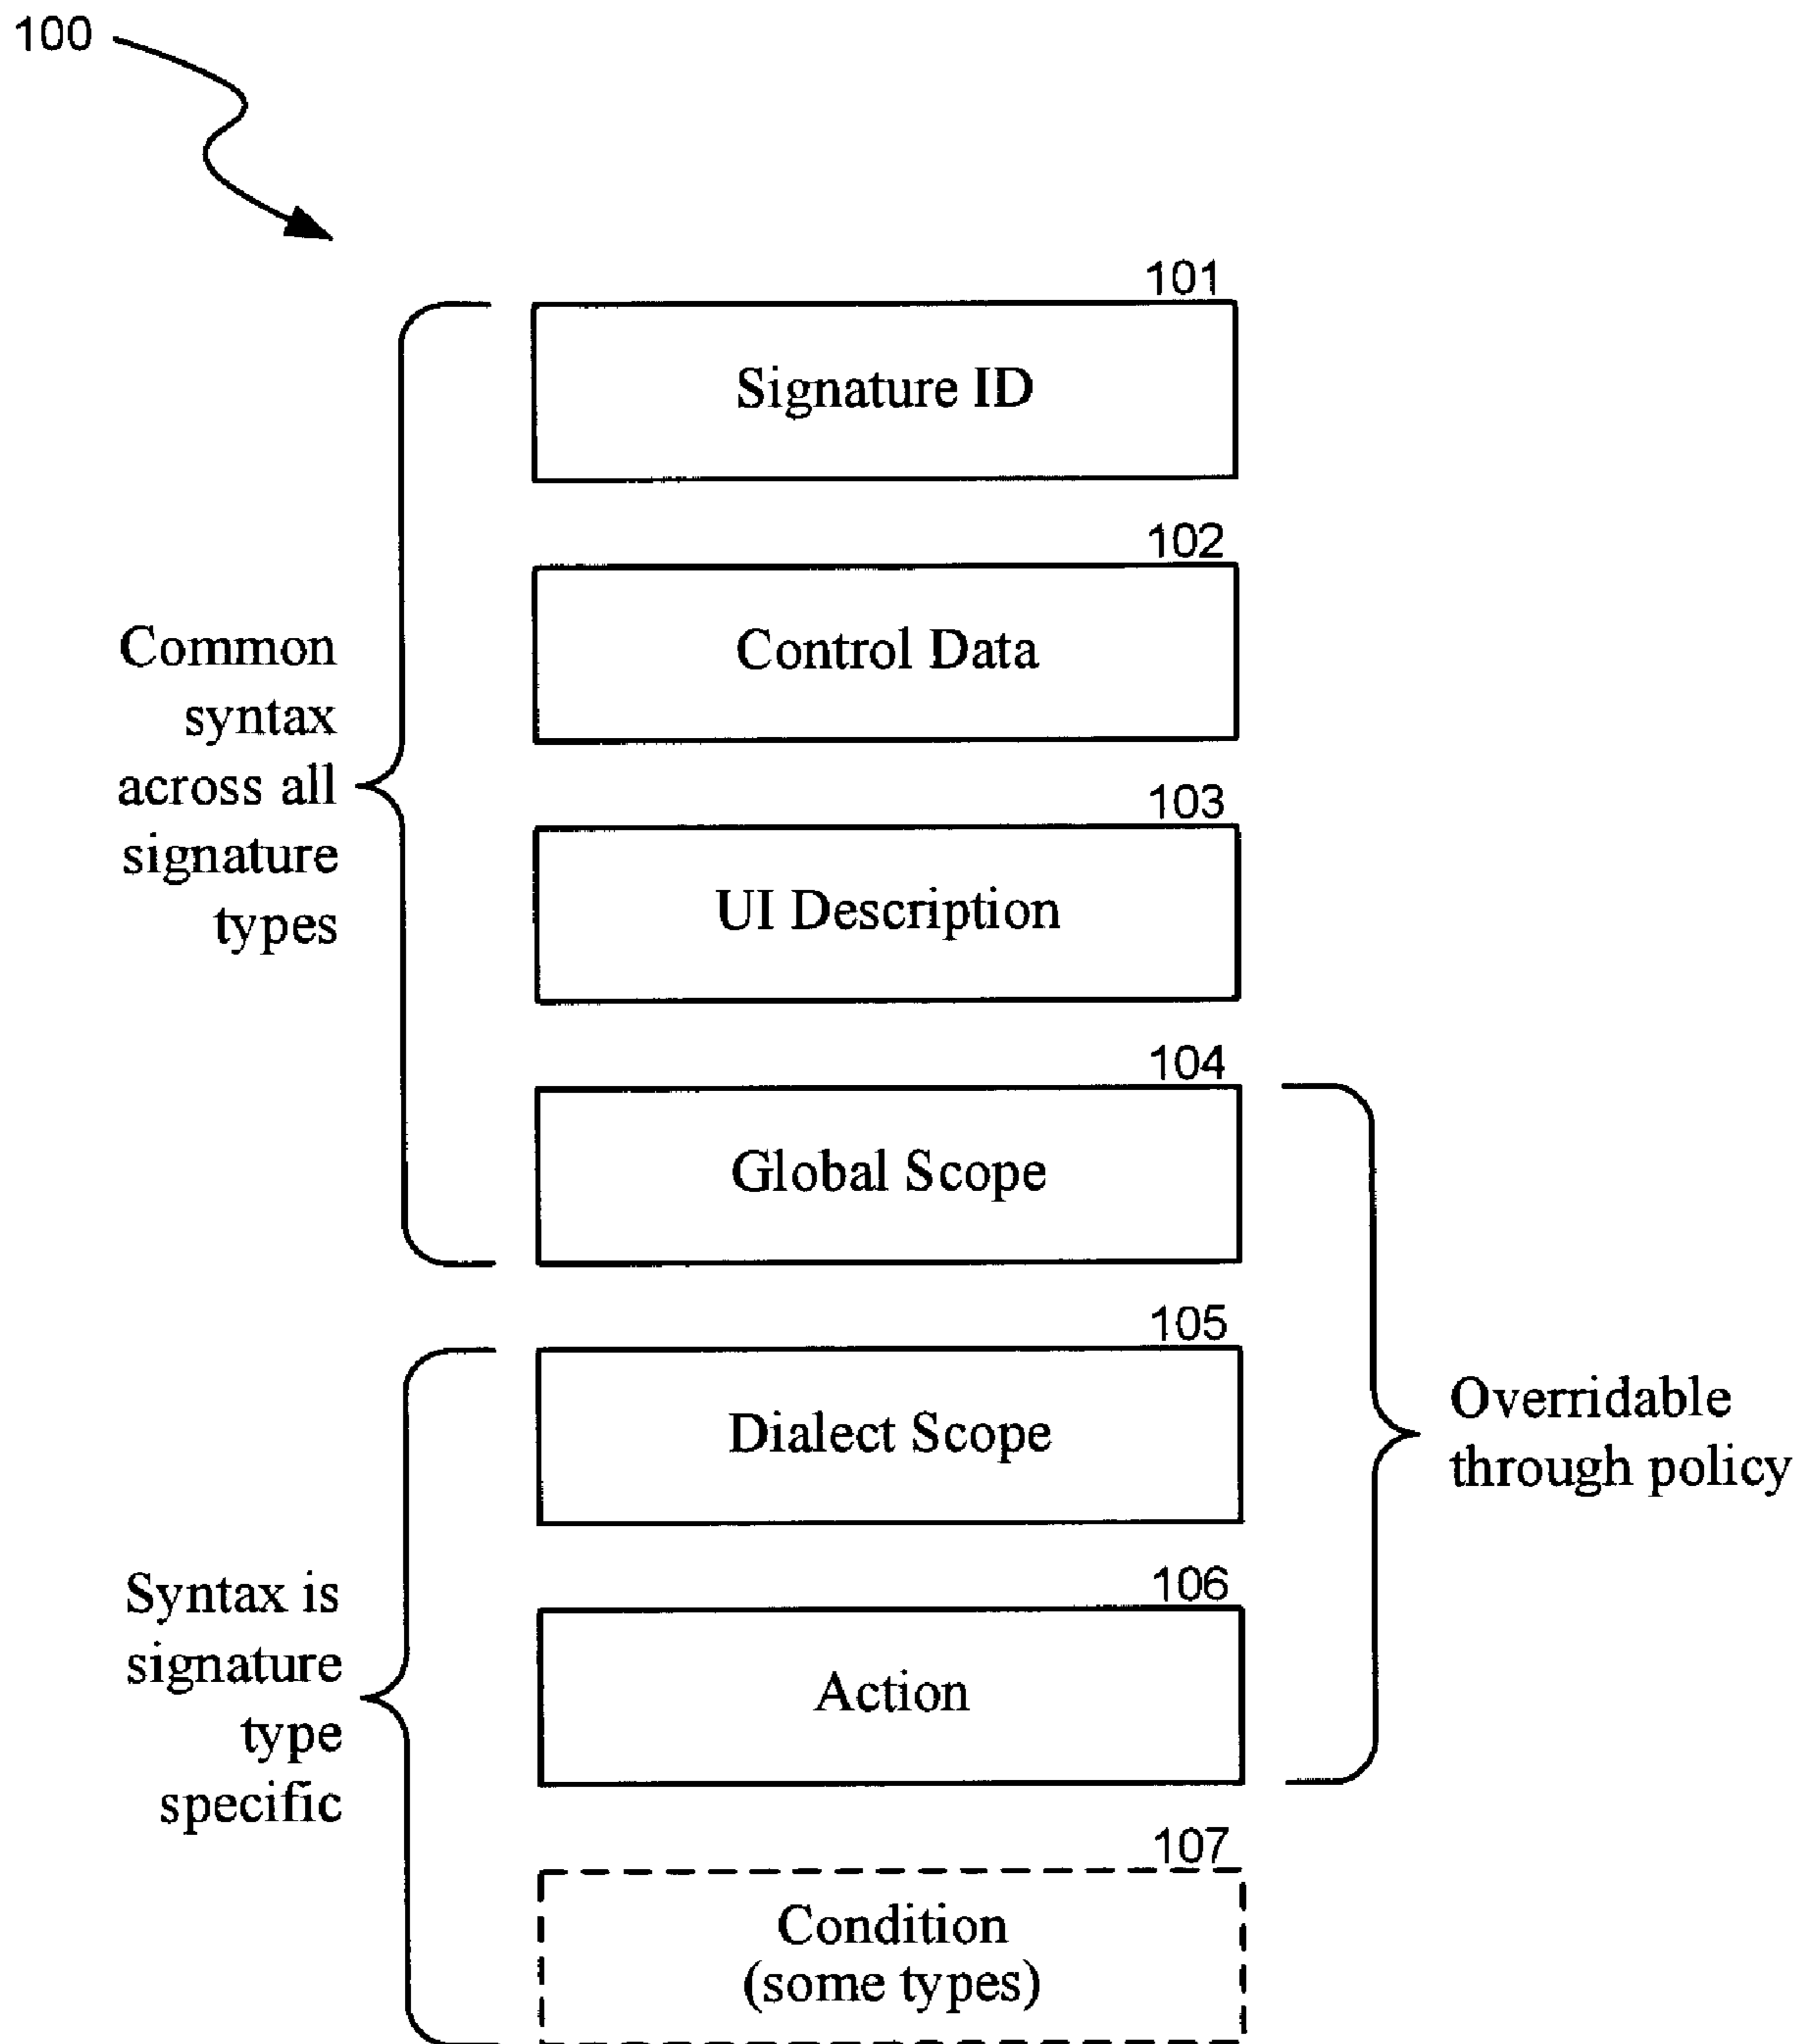 100
101
Signature ID
102
Control Data
103
UI Description
104
Global Scope
Common
syntax
across all
signature
types
105
Dialect Scope
106
Action
107
Condition
(some types)
Syntax is
signature
type
specific
Overridable
through policy